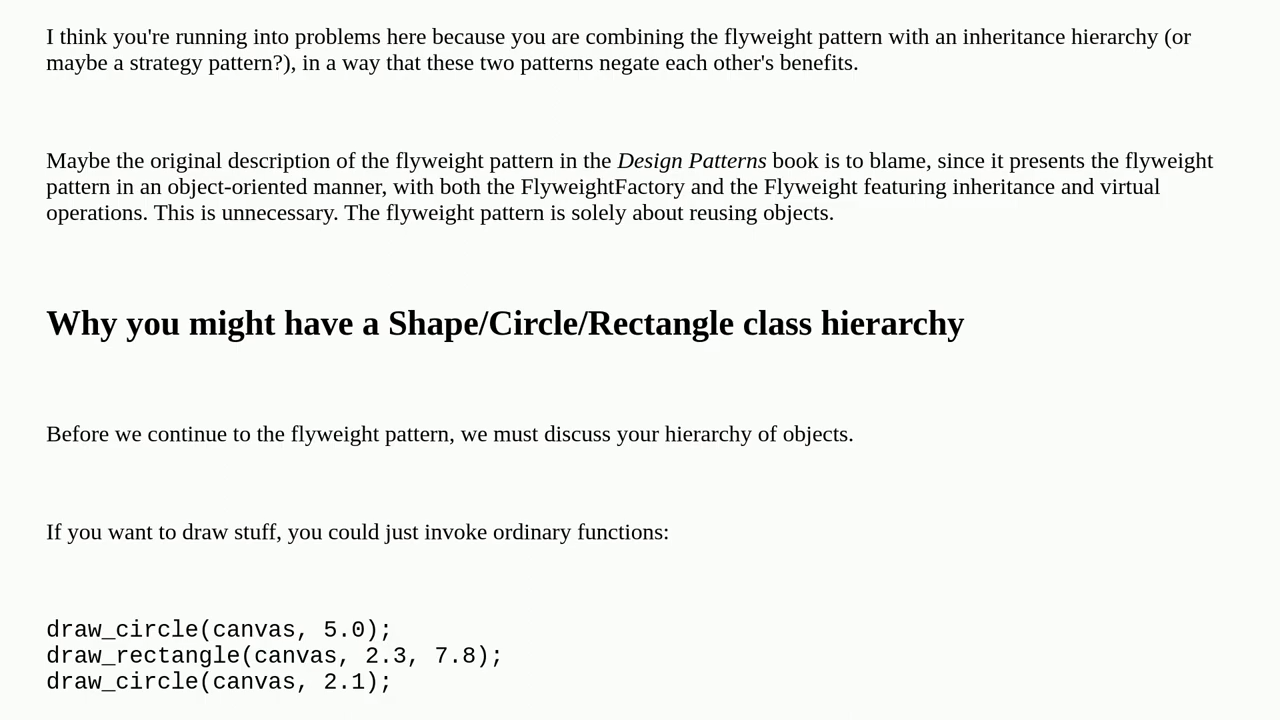 I think you're running into problems here because you are combining the flyweight pattern with an inheritance hierarchy (or
maybe a strategy pattern?), in a way that these two patterns negate each other's benefits.
Maybe the original description of the flyweight pattern in the Design Patterns book is to blame, since it presents the flyweight
pattern in an object-oriented manner, with both the FlyweightFactory and the Flyweight featuring inheritance and virtual
operations. This is unnecessary. The flyweight pattern is solely about reusing objects.
Why you might have a Shape/Circle/Rectangle class hierarchy
Before we continue to the flyweight pattern, we must discuss your hierarchy of objects.
If you want to draw stuff, you could just invoke ordinary functions:
draw_circle(canvas, 5.0);
draw_rectangle(canvas, 2.3, 7.8);
draw_circle(canvas, 2.1);